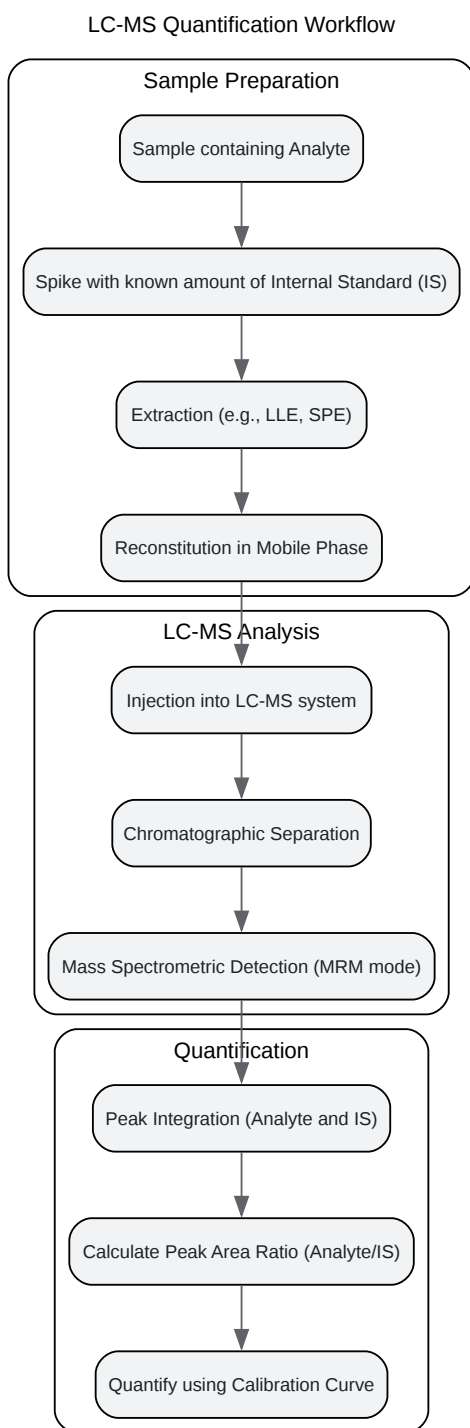 LC-MS Quantification Workflow
Sample Preparation
Sample containing Analyte
Spike with known amount of Internal Standard (IS)
Extraction (e.g., LLE, SPE)
Reconstitution in Mobile Phase
LC-MS Analysis
Injection into LC-MS system
Chromatographic Separation
Mass Spectrometric Detection (MRM mode)
Quantification
Peak Integration (Analyte and IS)
Calculate Peak Area Ratio (Analyte/IS)
Quantify using Calibration Curve